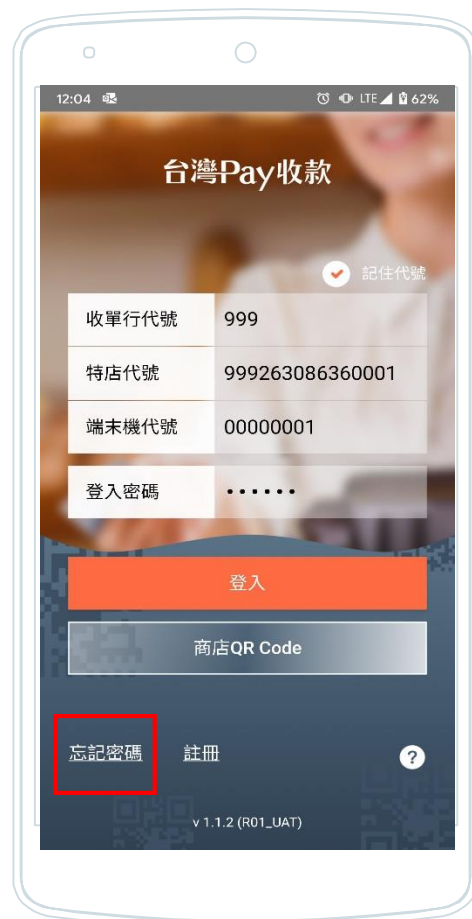 12:04 LTE 62%
台灣Pay收款
記住代號
收單行代號 999
特店代號 999263086360001
端末機代號 00000001
登入密碼 ••••••
登入
商店QR Code
忘記密碼 註冊 ?
v 1.1.2 (R01_UAT)